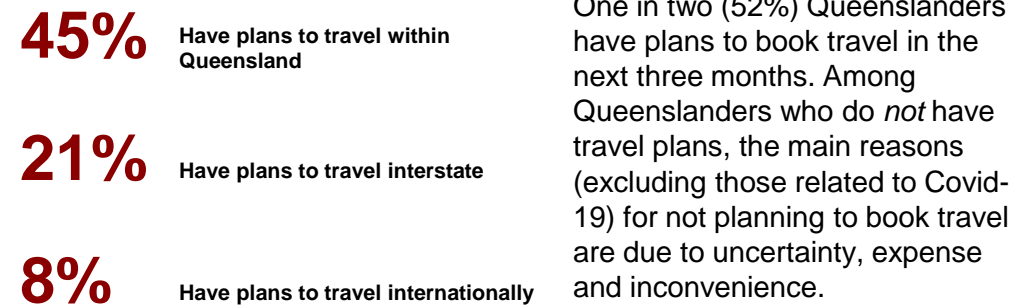 45%
Have plans to travel within
Queensland
21%
Have plans to travel interstate
8%
Have plans to travel internationally
One in two (52%) Queenslanders
have plans to book travel in the
next three months. Among
Queenslanders who do not have
travel plans, the main reasons
(excluding those related to Covid-
19) for not planning to book travel
are due to uncertainty, expense
and inconvenience.